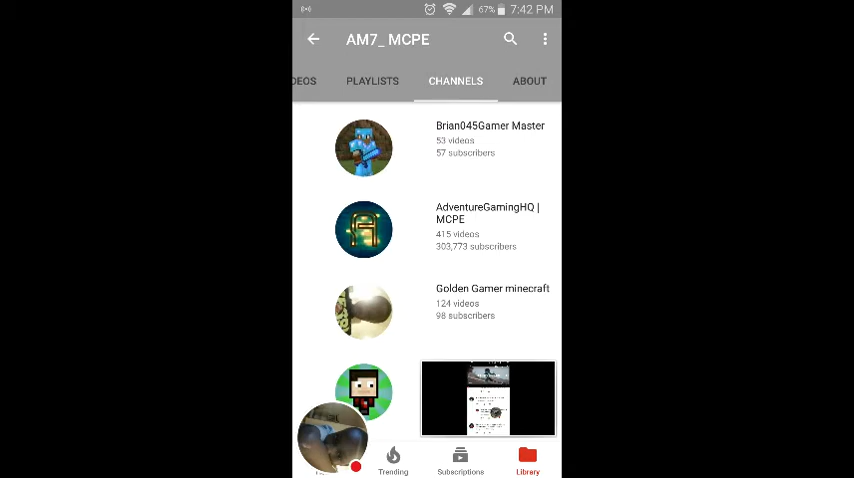 67% 7:42 PM
AM7_ MCPE
DEOS PLAYLISTS CHANNELS ABOUT
Brian045Gamer Master
53 videos
57 subscribers
AdventureGamingHQ |
MCPE
415 videos
303,773 subscribers
Golden Gamer minecraft
124 videos
98 subscribers
Trending Subscriptions Library